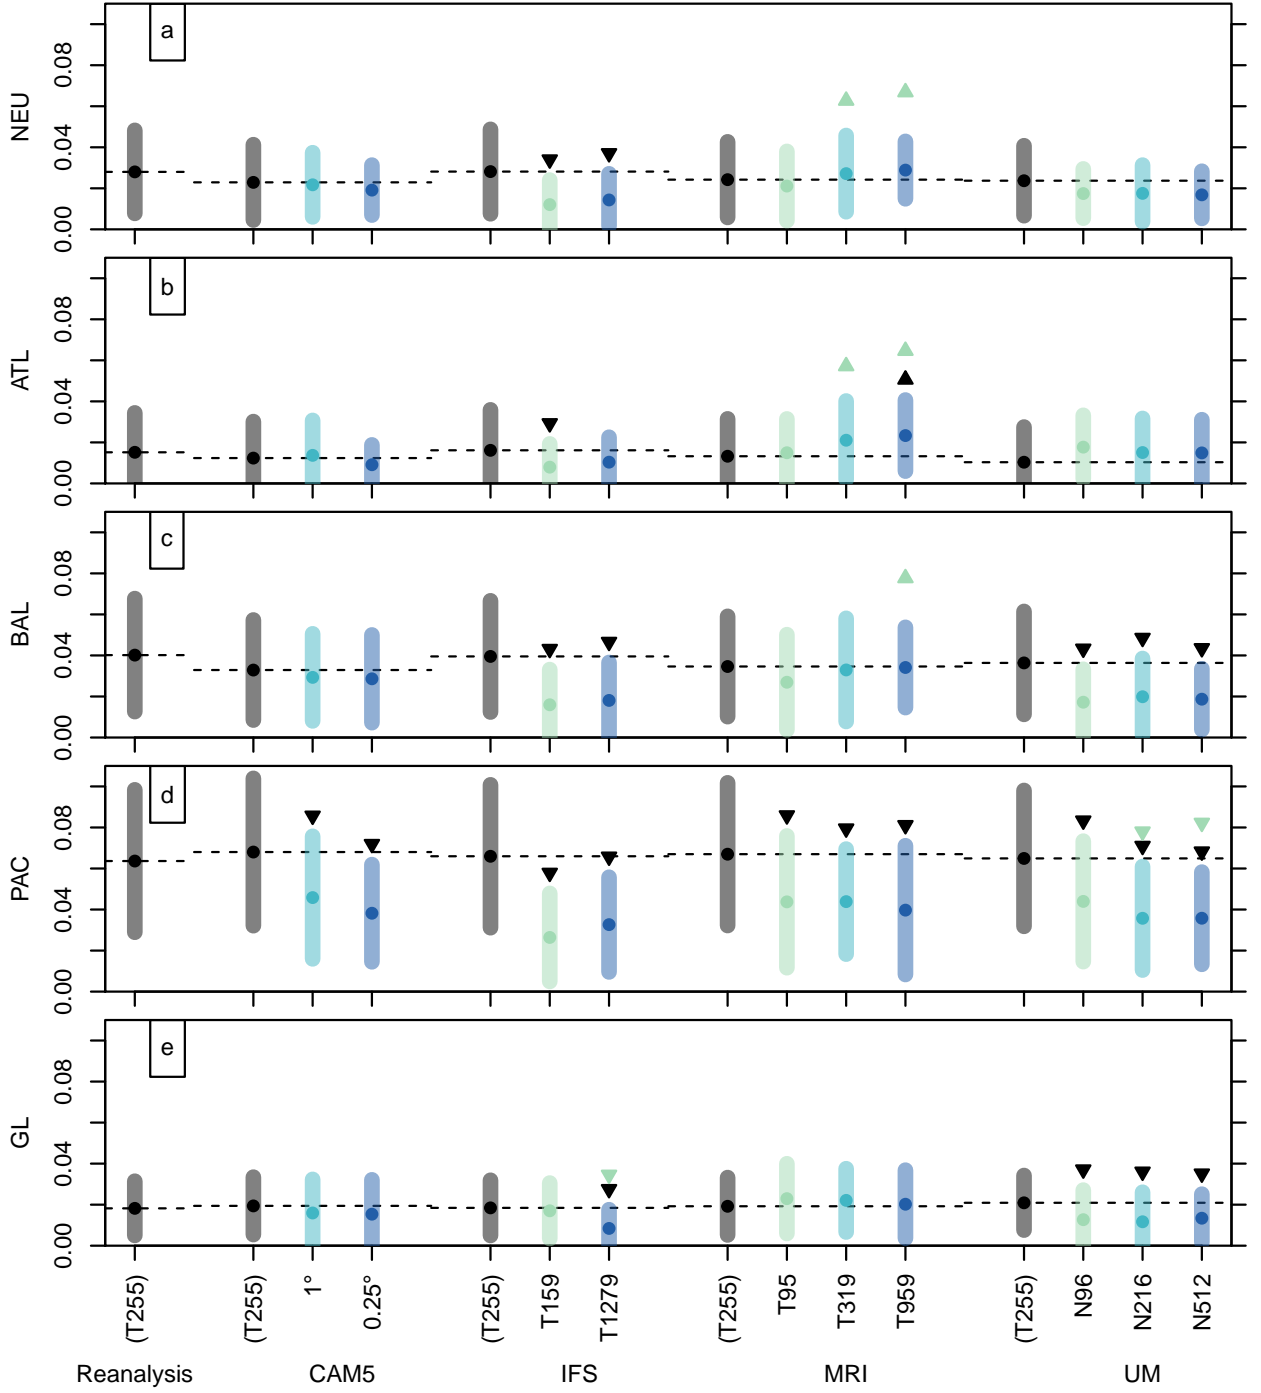 a
NEU
0.00 0.04 0.08
b
ATL
0.00 0.04 0.08
c
BAL
0.00 0.04 0.08
d
PAC
0.00 0.04 0.08
e
GL
0.00 0.04 0.08
(T255) (T255) 1° 0.25° (T255) T159 T1279 (T255) T95 T319 T959 (T255) N96 N216 N512
Reanalysis CAM5 IFS MRI UM